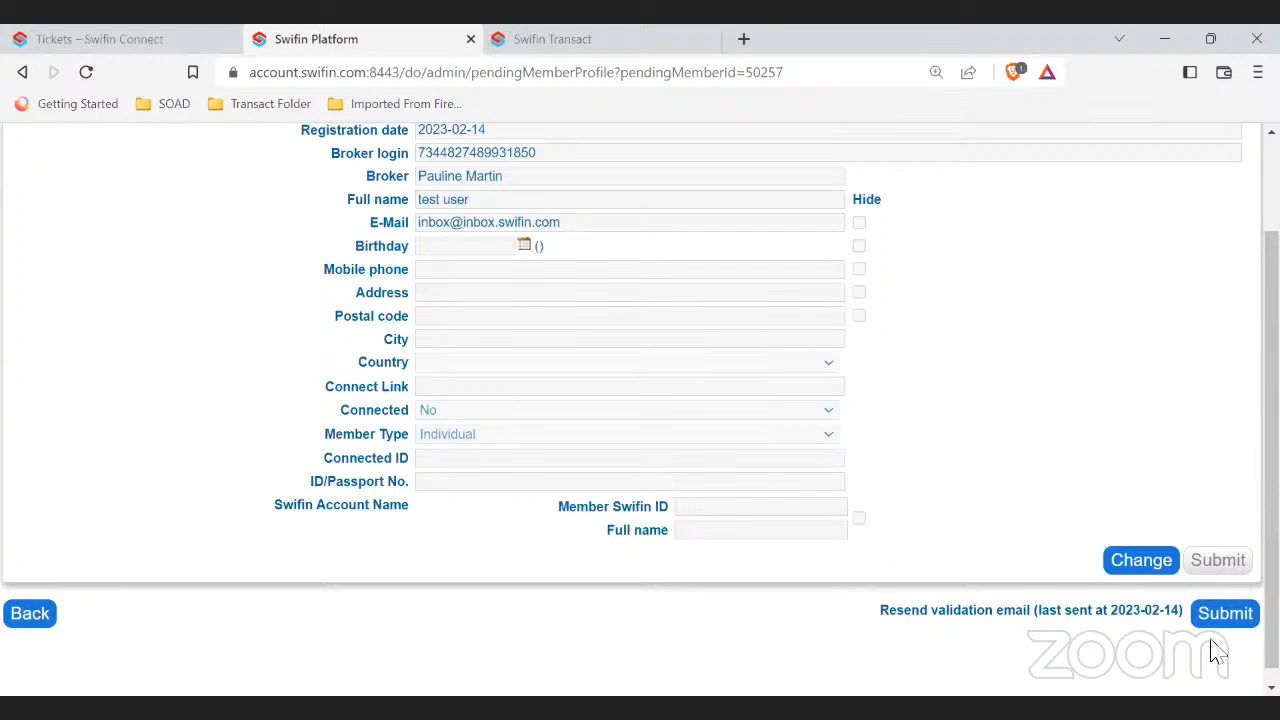 Tickets – Swifin Connect
Swifin Platform
Swifin Transact
account.swifin.com:8443/do/admin/pendingMemberProfile?pendingMemberId=30257
1
Getting Started
SOAD
Transact Folder
Imported From Fire...
Registration date 2023-02-14
Broker login 7344827489931850
Broker Pauline Martin
Full name test user Hide
E-Mail inbox@inbox.swifin.com
Birthday ()
Mobile phone
Address
Postal code
City
Country
Connect Link
Connected No
Member Type Individual
Connected ID
ID/Passport No.
Swifin Account Name Member Swifin ID
Full name
Change Submit
Back Resend validation email (last sent at 2023-02-14) Submit
zoom